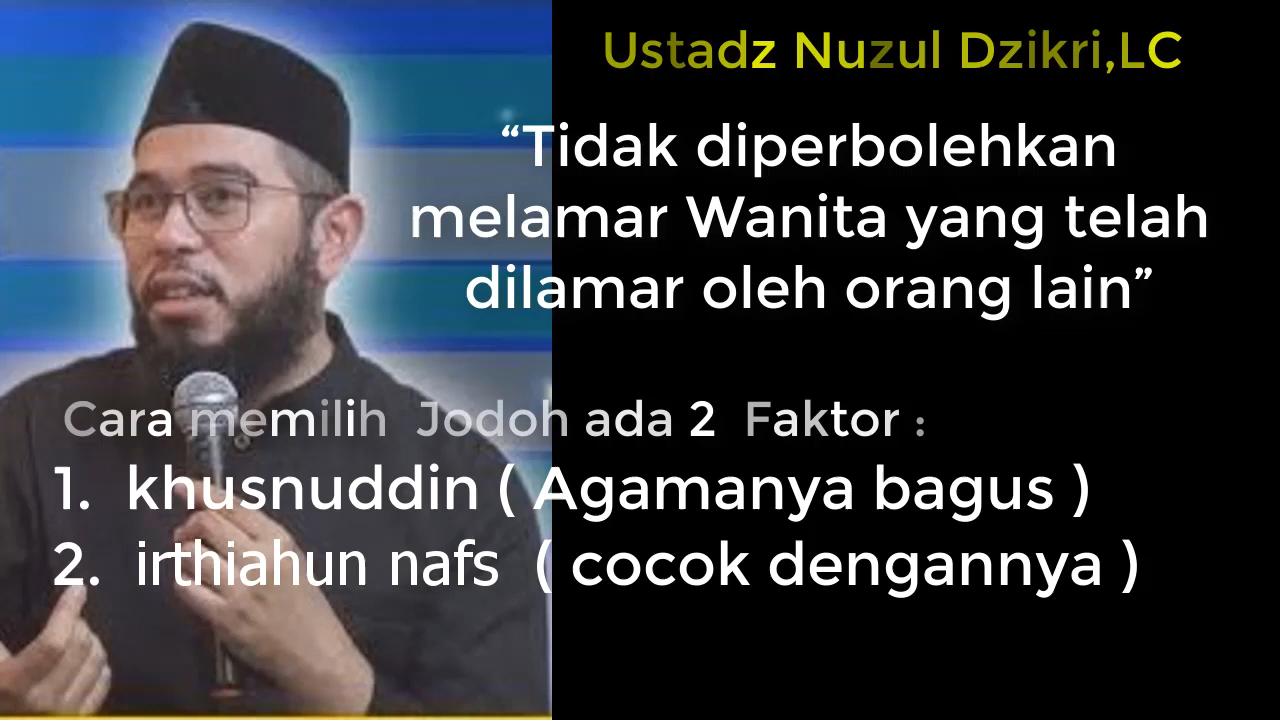 Ustadz Nuzul Dzikri,LC
“Tidak diperbolehkan
melamar Wanita yang telah
dilamar oleh orang lain”
Cara memilih Jodoh ada 2 Faktor :
1. khusnuddin ( Agamanya bagus )
2. irthiahun nafs ( cocok dengannya )